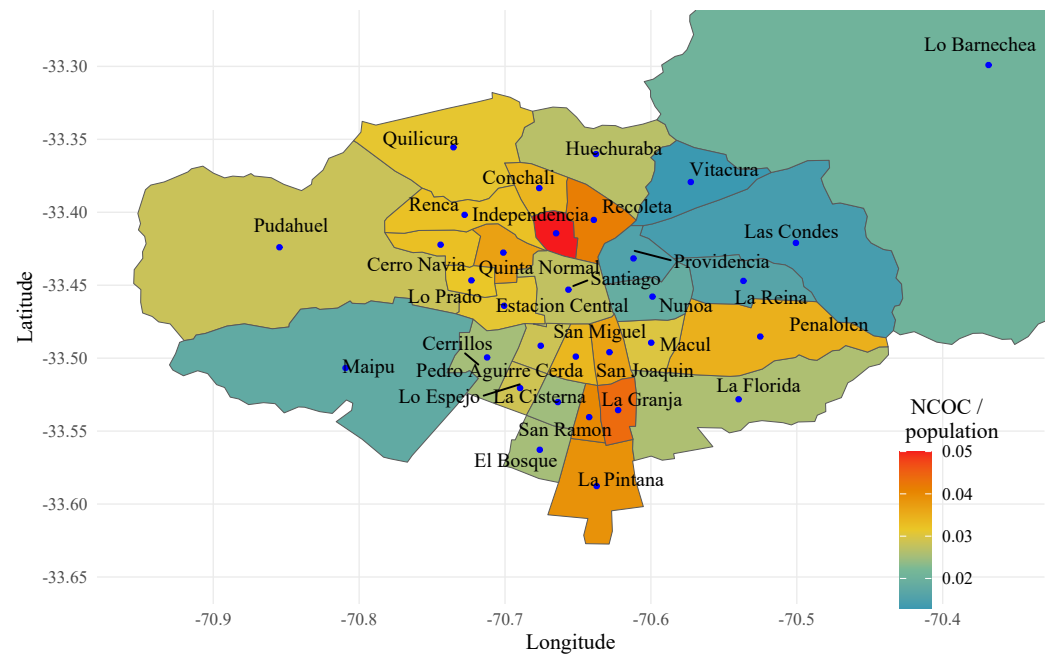 Lo Barnechea
-33.30
Quilicura
-33.35
Huechuraba
Vitacura
Conchali
Renca
Independencia
Recoleta
-33.40
Pudahuel
Las Condes
Cerro Navia
Quinta Normal
Providencia
Santiago
-33.45
Lo Prado
Estacion Central
Nunoa
La Reina
Latitude
San Miguel
Penalolen
Cerrillos
Macul
-33.50
Maipu
Pedro Aguirre Cerda
San Joaquin
Lo Espejo
La Cisterna
La Granja
La Florida
San Ramon
-33.55
El Bosque
La Pintana
-33.60
-33.65
NCOC /
population
0.05
0.04
0.03
0.02
-70.9
-70.8
-70.7
-70.6
-70.5
-70.4
Longitude